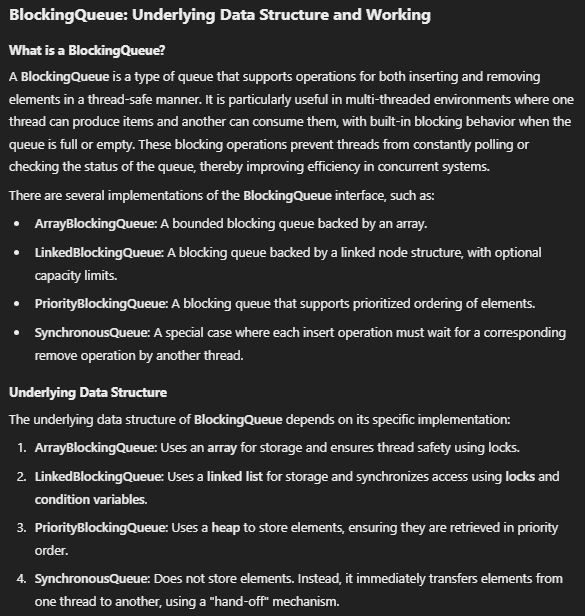 BlockingQueue: Underlying Data Structure and Working
What is a BlockingQueue?
A BlockingQueue is a type of queue that supports operations for both inserting and removing
elements in a thread-safe manner. It is particularly useful in multi-threaded environments where one
thread can produce items and another can consume them, with built-in blocking behavior when the
queue is full or empty. These blocking operations prevent threads from constantly polling or
checking the status of the queue, thereby improving efficiency in concurrent systems.
There are several implementations of the BlockingQueue interface, such as:
• ArrayBlockingQueue: A bounded blocking queue backed by an array.
• LinkedBlockingQueue: A blocking queue backed by a linked node structure, with optional
capacity limits.
• PriorityBlockingQueue: A blocking queue that supports prioritized ordering of elements.
• SynchronousQueue: A special case where each insert operation must wait for a corresponding
remove operation by another thread.
Underlying Data Structure
The underlying data structure of BlockingQueue depends on its specific implementation:
1. ArrayBlockingQueue: Uses an array for storage and ensures thread safety using locks.
2. LinkedBlockingQueue: Uses a linked list for storage and synchronizes access using locks and
condition variables.
3. PriorityBlockingQueue: Uses a heap to store elements, ensuring they are retrieved in priority
order.
4. SynchronousQueue: Does not store elements. Instead, it immediately transfers elements from
one thread to another, using a "hand-off" mechanism.